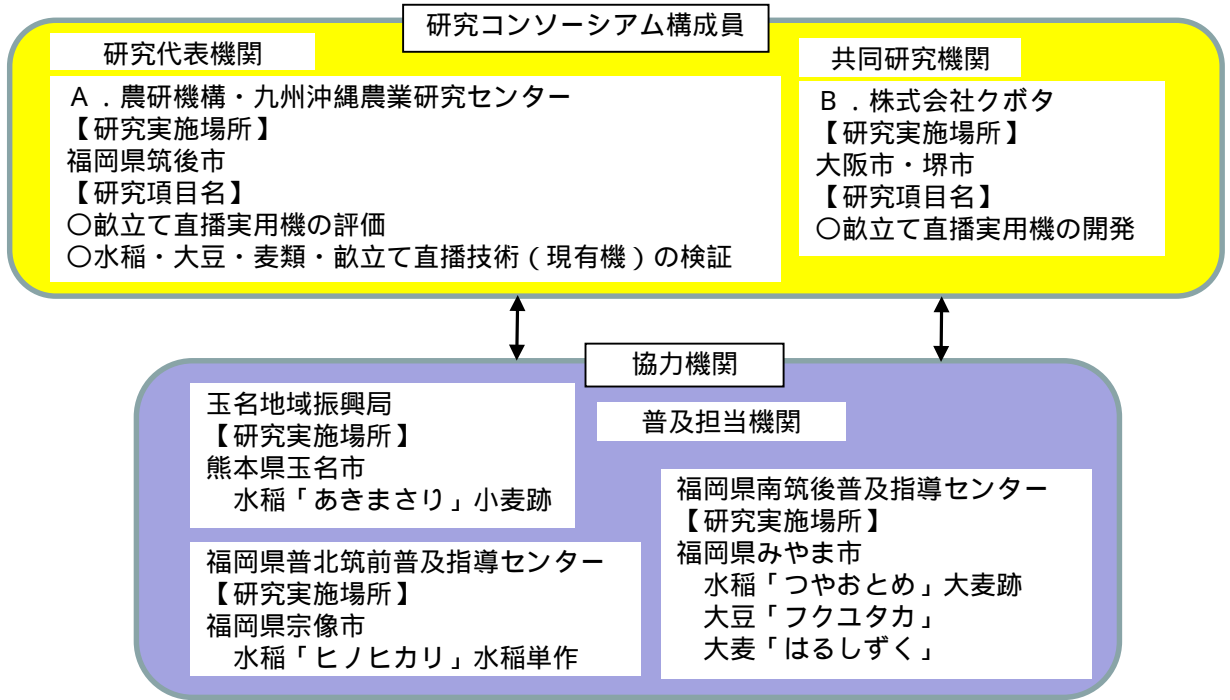 研究コンソーシアム構成員
研究代表機関
A．農研機構・九州沖縄農業研究センター
【研究実施場所】
福岡県筑後市
【研究項目名】
○畝立て直播実用機の評価
○水稲・大豆・麦類・畝立て直播技術（現有機）の検証
共同研究機関
B．株式会社クボタ
【研究実施場所】
大阪市・堺市
【研究項目名】
○畝立て直播実用機の開発
協力機関
普及担当機関
玉名地域振興局
【研究実施場所】
熊本県玉名市
水稲「あきまさり」小麦跡
福岡県普北筑前普及指導センター
【研究実施場所】
福岡県宗像市
水稲「ヒノヒカリ」水稲単作
福岡県南筑後普及指導センター
【研究実施場所】
福岡県みやま市
水稲「つやおとめ」大麦跡
大豆「フクユタカ」
大麦「はるしずく」